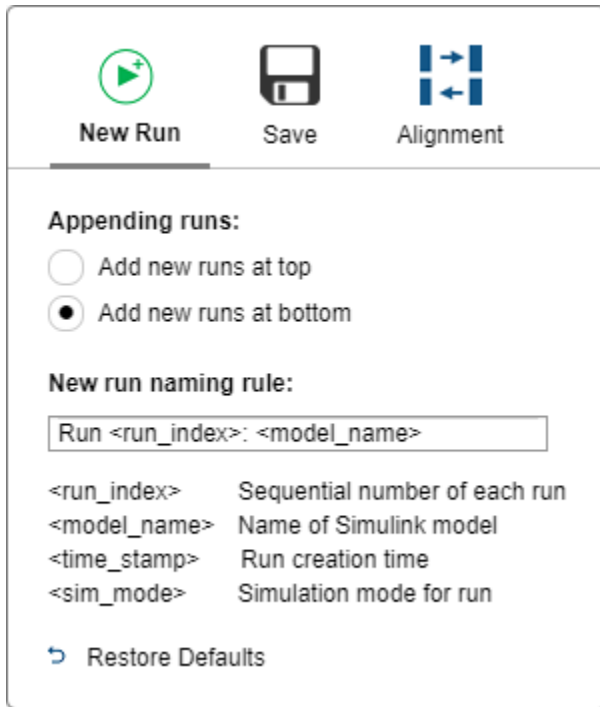 New Run Save Alignment
Appending runs:
Add new runs at top
Add new runs at bottom
New run naming rule:
Run <run_index>: <model_name>
<run_index> Sequential number of each run
<model_name> Name of Simulink model
<time_stamp> Run creation time
<sim_mode> Simulation mode for run
Restore Defaults